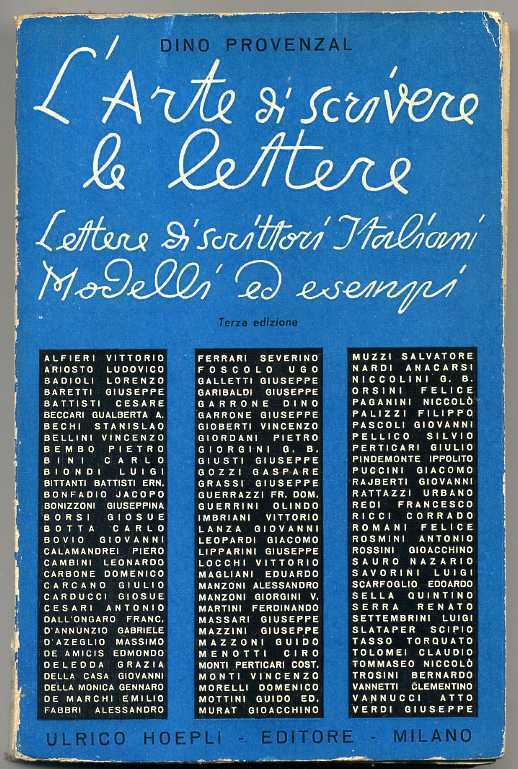 DINO PROVENZAL
L'Arte di scrivere
le lettere
Lettere di scrittori Italiani
Modelli ed esempi
Terza edizione
ALFIERI VITTORIO
ARIOSTO LUDOVICO
BADIOLI LORENZO
BARETTI GIUSEPPE
BATTISTI CESARE
BECCARI GUALBERTA A.
BECHI STANISLAO
BELLINI VINCENZO
BEMBO PIETRO
BINI CARLO
BIONDI LUIGI
BITTANTI BATTISTI ERN.
BONFADIO JACOPO
BONIZZONI GIUSEPPINA
BORSI GIOSUE
BOTTA CARLO
BOVIO GIOVANNI
CALAMANDREI PIERO
CAMBINI LEONARDO
CARBONE DOMENICO
CARCANO GIULIO
CARDUCCI GIOSUE
CESARI ANTONIO
DALL'ONGARO FRANC.
D'ANNUNZIO GABRIELE
D'AZEGLIO MASSIMO
DE AMICIS EDMONDO
DELEDDA GRAZIA
DELLA CASA GIOVANNI
DELLA MONICA GENNARO
DE MARCHI EMILIO
FABBRI ALESSANDRO
FERRARI SEVERINO
FOSCOLO UGO
GALLETTI GIUSEPPE
GARIBALDI GIUSEPPE
GARRONE DINO
GARRONE GIUSEPPE
GIOBERTI VINCENZO
GIORDANI PIETRO
GIORGINI G. B.
GIUSTI GIUSEPPE
GOZZI GASPARE
GRASSI GIUSEPPE
GUERRAZZI FR. DOM.
GUERRINI OLINDO
IMBRIANI VITTORIO
LANZA GIOVANNI
LEOPARDI GIACOMO
LIPPARINI GIUSEPPE
LOCCHI VITTORIO
MAGLIANI EDUARDO
MANZONI ALESSANDRO
MANZONI GIORGINI V.
MARTINI FERDINANDO
MASSARI GIUSEPPE
MAZZINI GIUSEPPE
MAZZONI GUIDO
MENOTTI CIRO
MONTI PERTICARI COST.
MONTI VINCENZO
MORELLI DOMENICO
MOTTINI GUIDO ED.
MURAT GIOACCHINO
MUZZI SALVATORE
NARDI ANACARSI
NICCOLINI G. B.
ORSINI FELICE
PAGANINI NICCOLÒ
PALIZZI FILIPPO
PASCOLI GIOVANNI
PELLICO SILVIO
PERTICARI GIULIO
PINDEMONTE IPPOLITO
PUCCINI GIACOMO
RAJBERTI GIOVANNI
RATTAZZI URBANO
REDI FRANCESCO
RICCI CORRADO
ROMANI FELICE
ROSMINI ANTONIO
ROSSINI GIOACCHINO
SAURO NAZARIO
SAVORINI LUIGI
SCARFOGLIO EDOARDO
SELLA QUINTINO
SERRA RENATO
SETTEMBRINI LUIGI
SLATAPER SCIPIO
TASSO TORQUATO
TOLOMEI CLAUDIO
TOMMASEO NICCOLÒ
TROSINI BERNARDO
VANNETTI CLEMENTINO
VANNUCCI ATTO
VERDI GIUSEPPE
ULRICO HOEPLI - EDITORE - MILANO